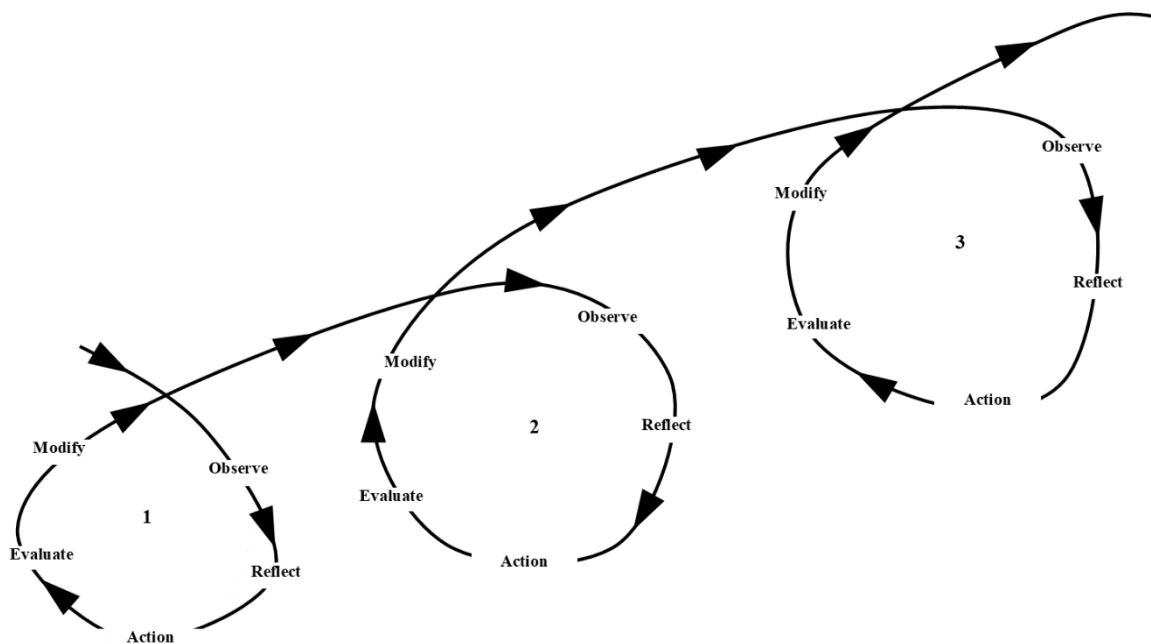 Observe
Modify
3
Reflect
Observe
Evaluate
Modify
Action
2
Reflect
Observe
Modify
Evaluate
1
Action
Evaluate
Reflect
Action